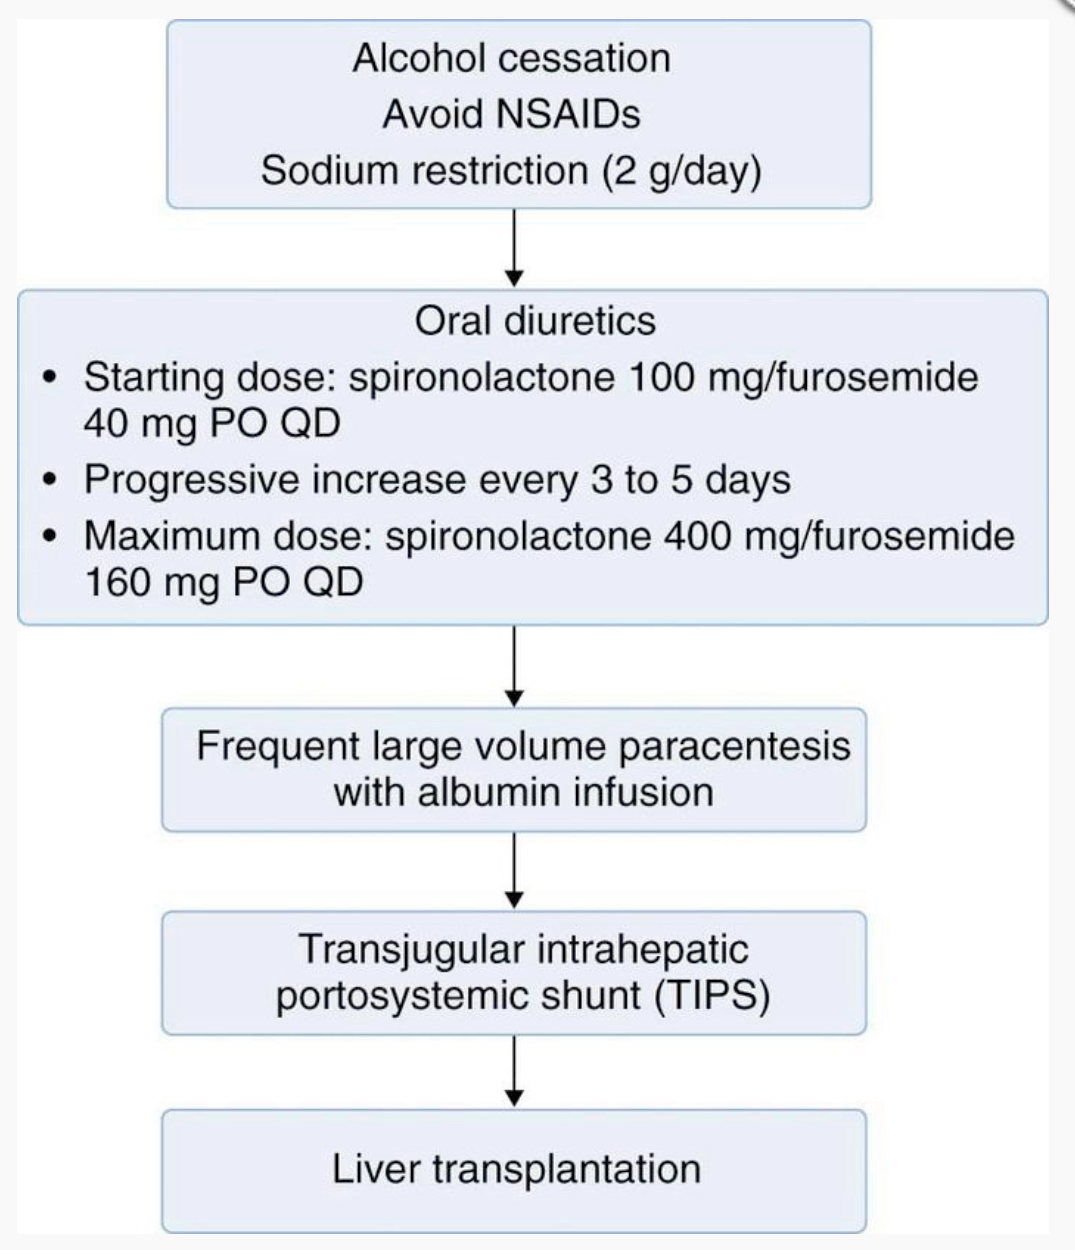 Alcohol cessation
Avoid NSAIDs
Sodium restriction (2 g/day)
Oral diuretics
• Starting dose: spironolactone 100 mg/furosemide
40 mg PO QD
• Progressive increase every 3 to 5 days
• Maximum dose: spironolactone 400 mg/furosemide
160 mg PO QD
Frequent large volume paracentesis
with albumin infusion
Transjugular intrahepatic
portosystemic shunt (TIPS)
Liver transplantation